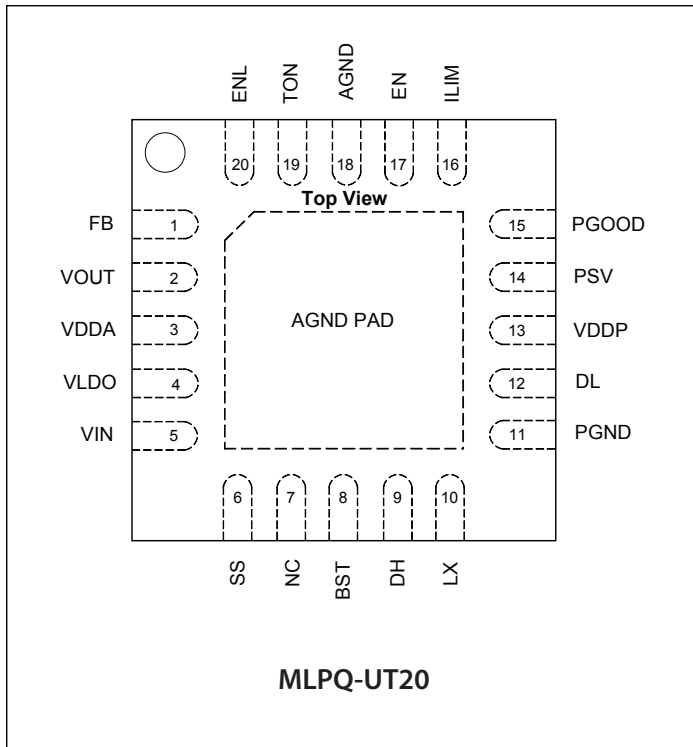 ENL TON AGND EN ILIM
20 19 18 17 16
Top View
FB 1
VOUT 2
VDDA 3
VLDO 4
VIN 5
AGND PAD
15 PGOOD
14 PSV
13 VDDP
12 DL
11 PGND
6 7 8 9 10
SS NC BST DH LX
MLPQ-UT20